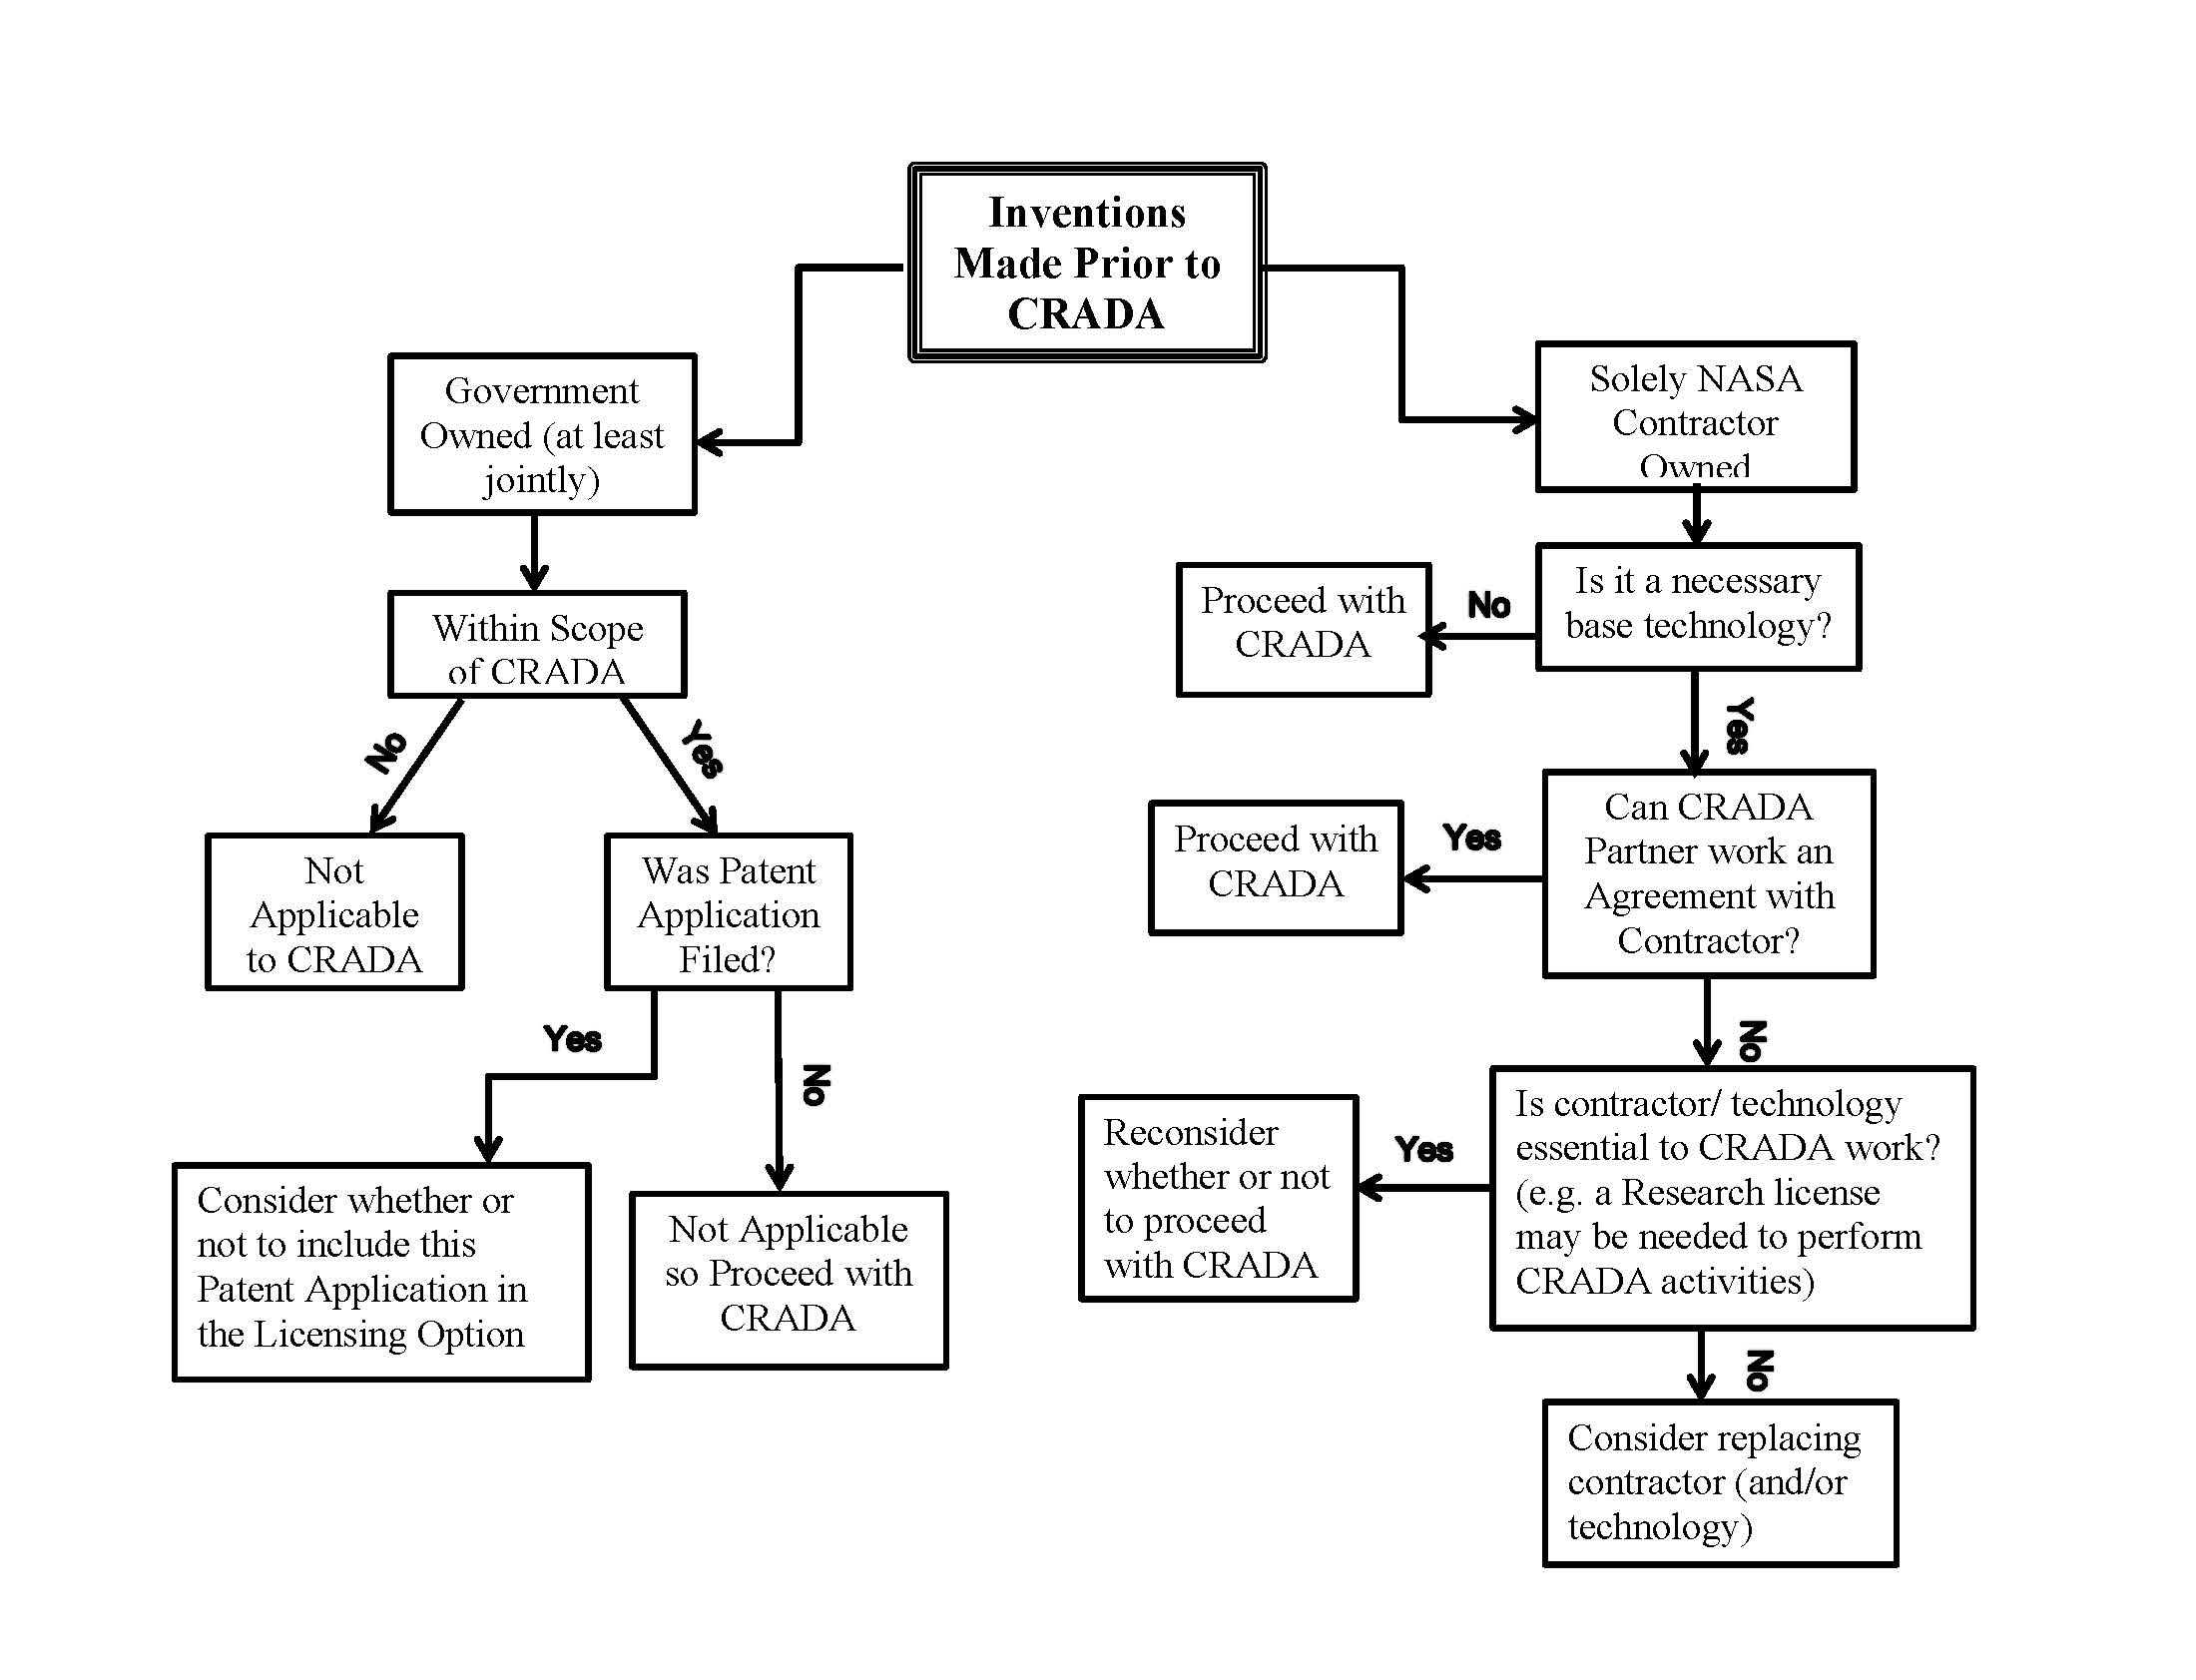 Inventions
Made Prior to
CRADA
Government
Owned (at least
jointly)
Within Scope
of CRADA
No
Yes
Not
Applicable
to CRADA
Was Patent
Application
Filed?
Yes
No
Consider whether or
not to include this
Patent Application in
the Licensing Option
Not Applicable
so Proceed with
CRADA
Solely NASA
Contractor
Owned
Is it a necessary
base technology?
No
Proceed with
CRADA
Yes
Can CRADA
Partner work an
Agreement with
Contractor?
Yes
Proceed with
CRADA
No
Is contractor/ technology
essential to CRADA work?
(e.g. a Research license
may be needed to perform
CRADA activities)
Yes
Reconsider
whether or not
to proceed
with CRADA
No
Consider replacing
contractor (and/or
technology)